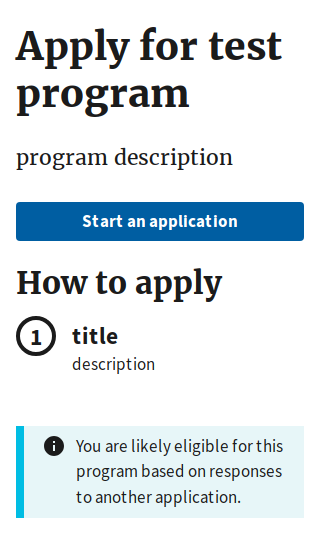 Apply for test
program
program description
Start an application
How to apply
1 title
description
You are likely eligible for this
program based on responses
to another application.